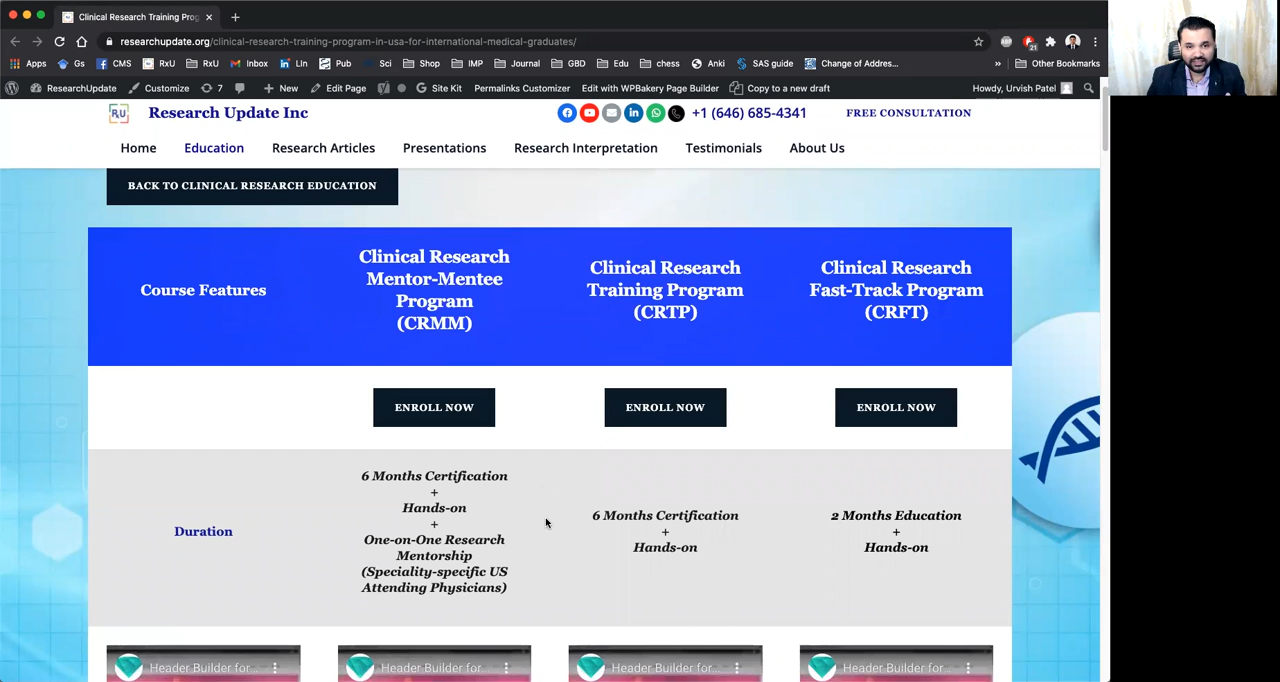 Clinical Research Training Prog
researchupdate.org/clinical-research-training-program-in-usa-for-international-medical-graduates/
21
Apps Gs CMS RxU RxU Inbox LIn Pub Sci Shop IMP Journal GBD Edu chess Anki SAS guide Change of Addres... » Other Bookmarks
ResearchUpdate Customize 7 New Edit Page Site Kit Permalinks Customizer Edit with WPBakery Page Builder Copy to a new draft Howdy, Urvish Patel
RU Research Update Inc +1 (646) 685-4341 FREE CONSULTATION
Home Education Research Articles Presentations Research Interpretation Testimonials About Us
BACK TO CLINICAL RESEARCH EDUCATION
Course Features
Clinical Research
Mentor-Mentee
Program
(CRMM)
Clinical Research
Training Program
(CRTP)
Clinical Research
Fast-Track Program
(CRFT)
ENROLL NOW ENROLL NOW ENROLL NOW
Duration
6 Months Certification
+
Hands-on
+
One-on-One Research
Mentorship
(Speciality-specific US
Attending Physicians)
6 Months Certification
+
Hands-on
2 Months Education
+
Hands-on
Header Builder for... Header Builder for... Header Builder for... Header Builder for...